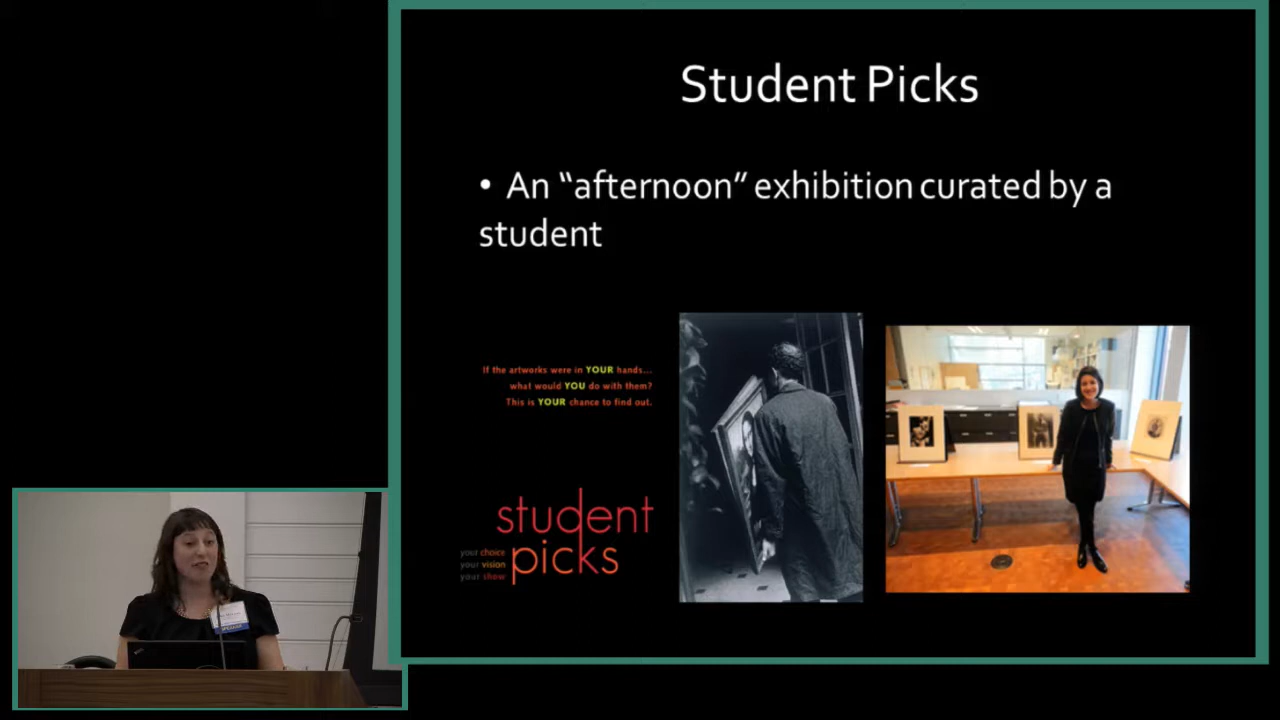 Student Picks
• An “afternoon” exhibition curated by a
student
If the artworks were in YOUR hands...
what would YOU do with them?
This is YOUR chance to find out.
student
picks
your choice
your vision
your show
SPEAKER